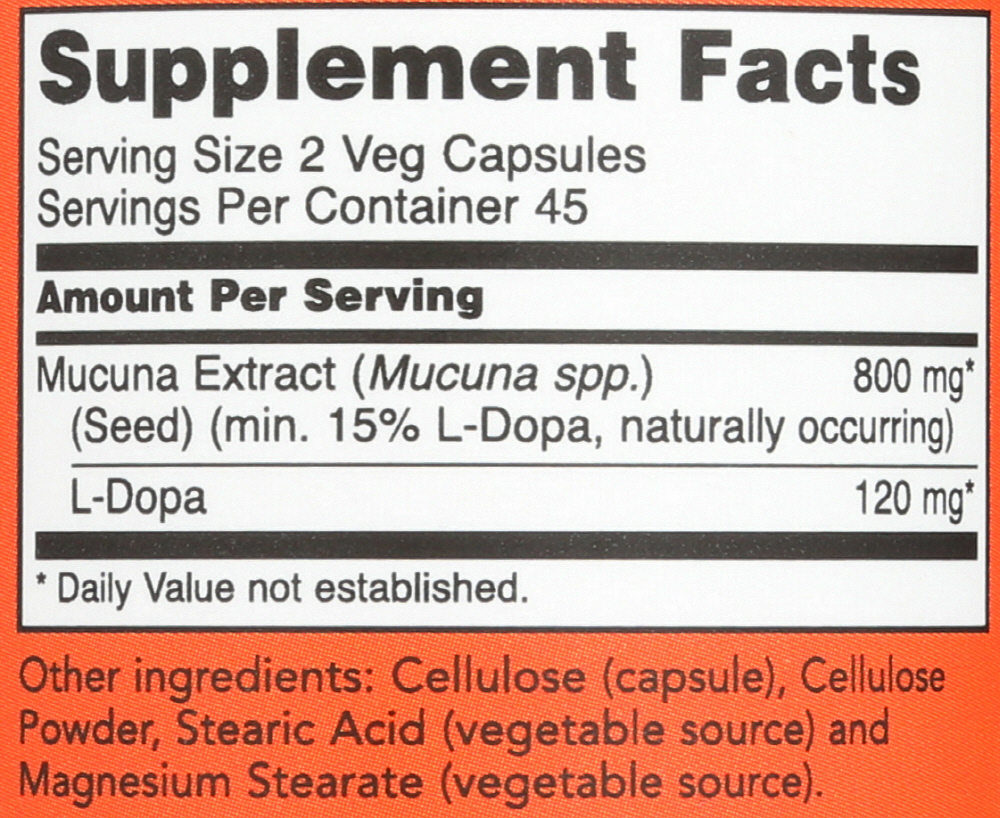 Supplement Facts
Serving Size 2 Veg Capsules
Servings Per Container 45
Amount Per Serving
Mucuna Extract (Mucuna spp.) 800 mg*
(Seed) (min. 15% L-Dopa, naturally occurring)
L-Dopa 120 mg*
* Daily Value not established.
Other ingredients: Cellulose (capsule), Cellulose
Powder, Stearic Acid (vegetable source) and
Magnesium Stearate (vegetable source).